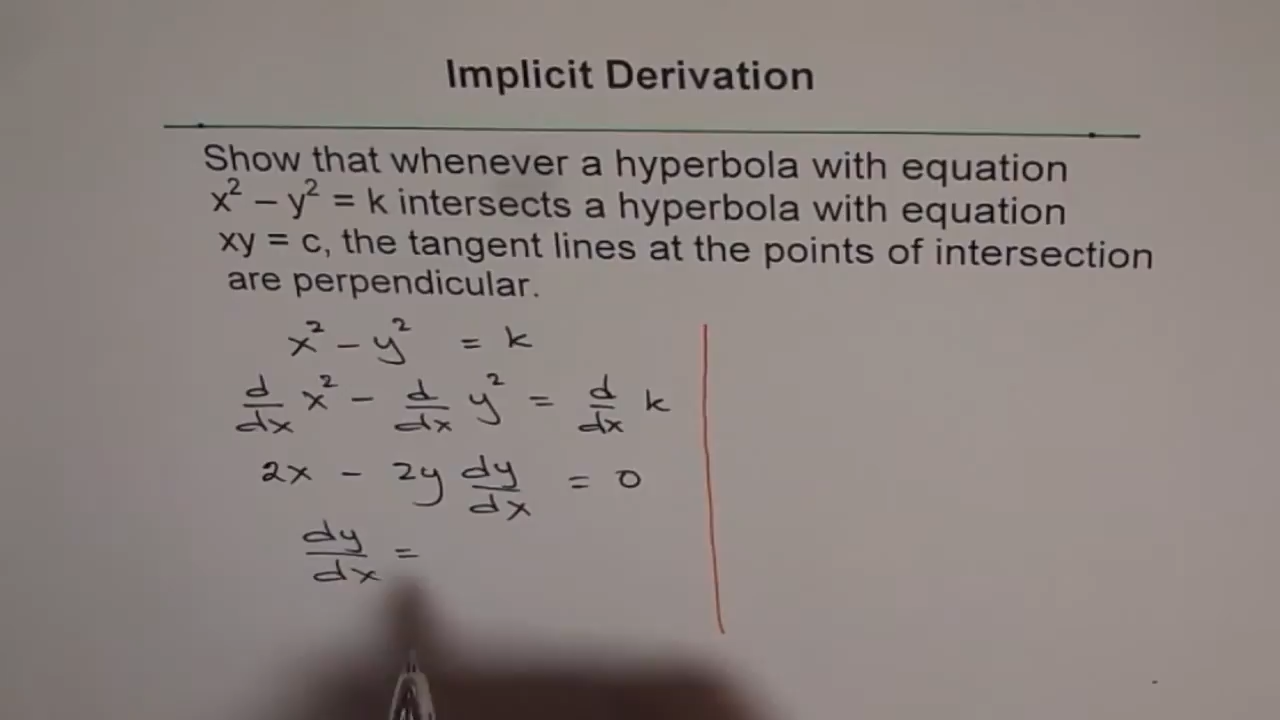 Implicit Derivation
Show that whenever a hyperbola with equation
x² – y² = k intersects a hyperbola with equation
xy = c, the tangent lines at the points of intersection
are perpendicular.
x² – y² = k
d/dx x² – d/dx y² = d/dx k
2x – 2y dy/dx = 0
dy/dx =